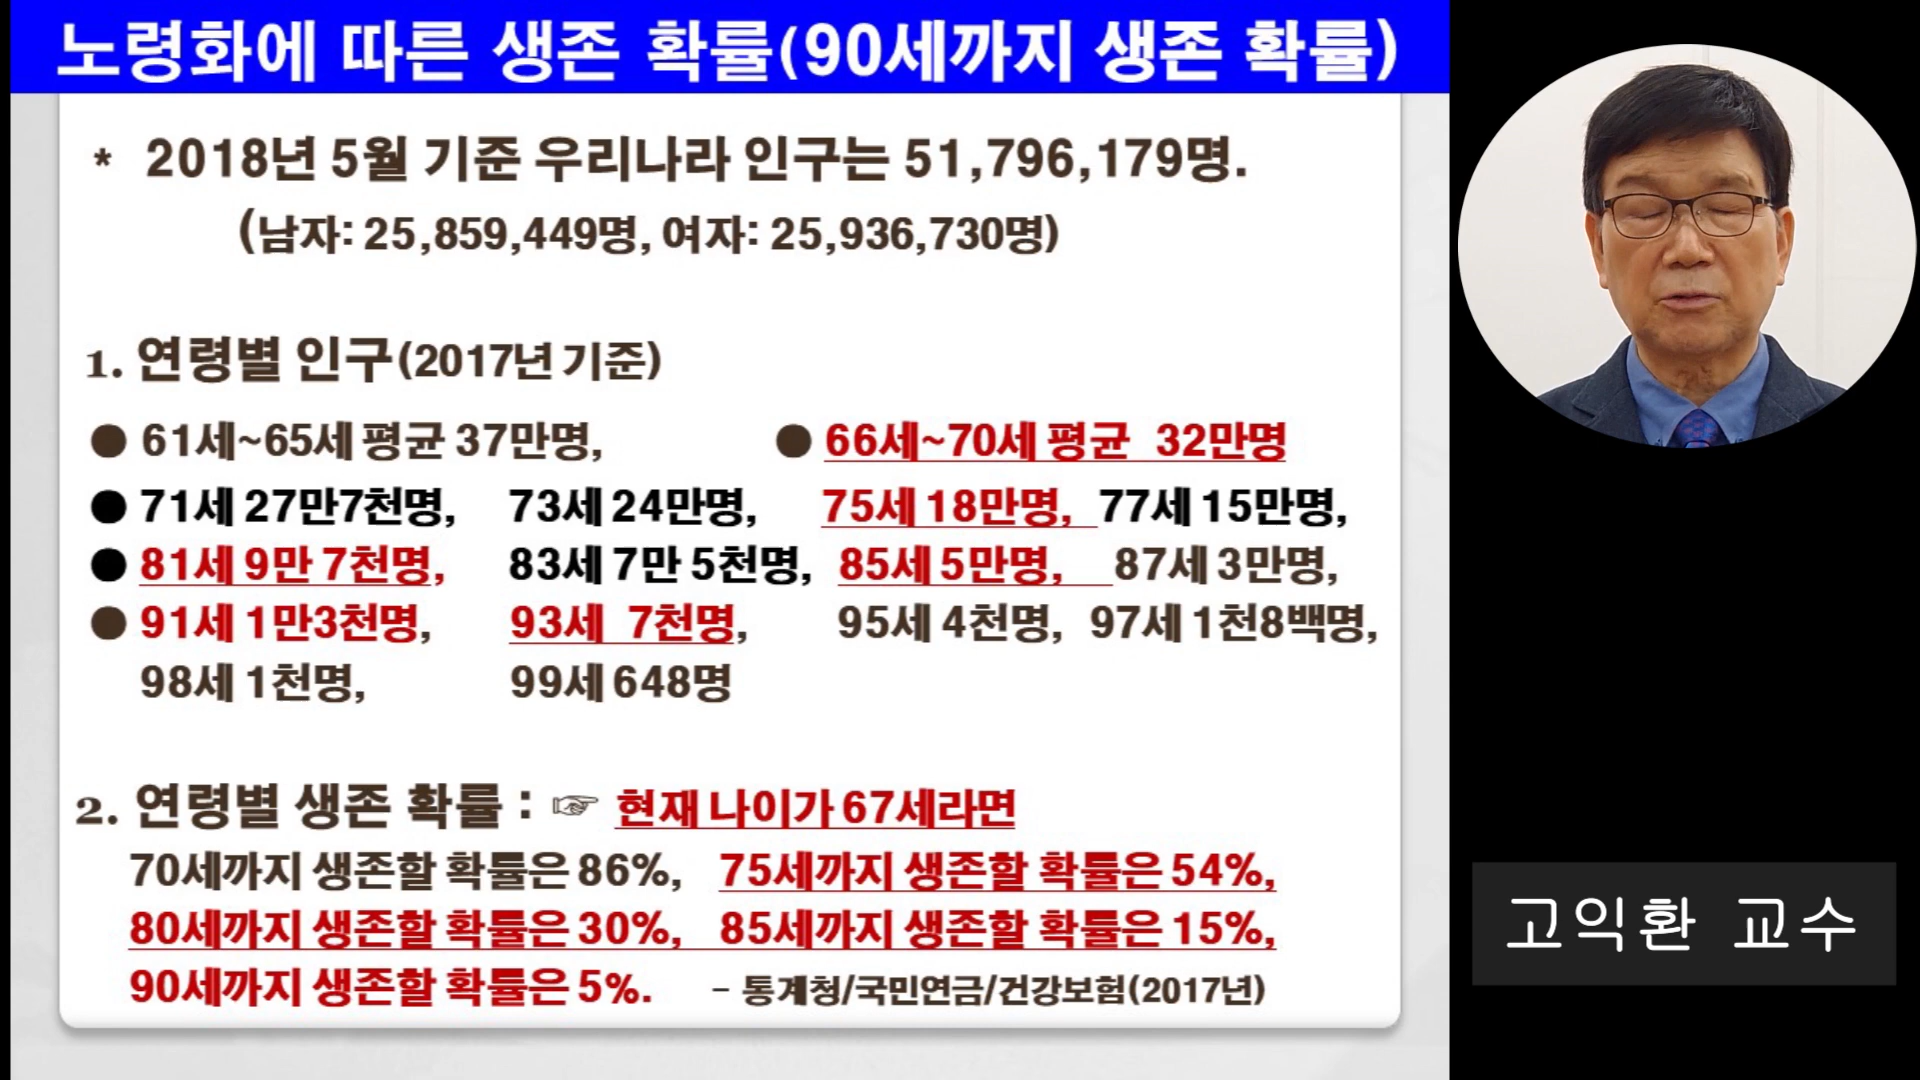 노령화에 따른 생존 확률(90세까지 생존 확률)
* 2018년 5월 기준 우리나라 인구는 51,796,179명.
(남자: 25,859,449명, 여자: 25,936,730명)
1. 연령별 인구(2017년 기준)
● 61세~65세 평균 37만명, ● 66세~70세 평균 32만명
● 71세 27만7천명, 73세 24만명, 75세 18만명, 77세 15만명,
● 81세 9만 7천명, 83세 7만 5천명, 85세 5만명, 87세 3만명,
● 91세 1만3천명, 93세 7천명, 95세 4천명, 97세 1천8백명,
98세 1천명, 99세 648명
2. 연령별 생존 확률 : ☞ 현재 나이가 67세라면
70세까지 생존할 확률은 86%, 75세까지 생존할 확률은 54%,
80세까지 생존할 확률은 30%, 85세까지 생존할 확률은 15%,
90세까지 생존할 확률은 5%. - 통계청/국민연금/건강보험(2017년)
고익환 교수